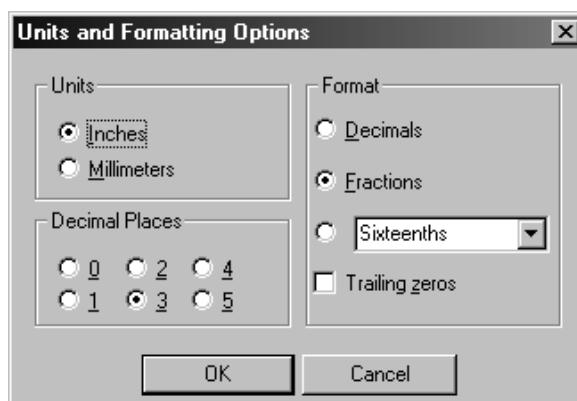 Units and Formatting Options
Units
Inches
Millimeters
Decimal Places
0 2 4
1 3 5
Format
Decimals
Fractions
Sixteenths
Trailing zeros
OK Cancel